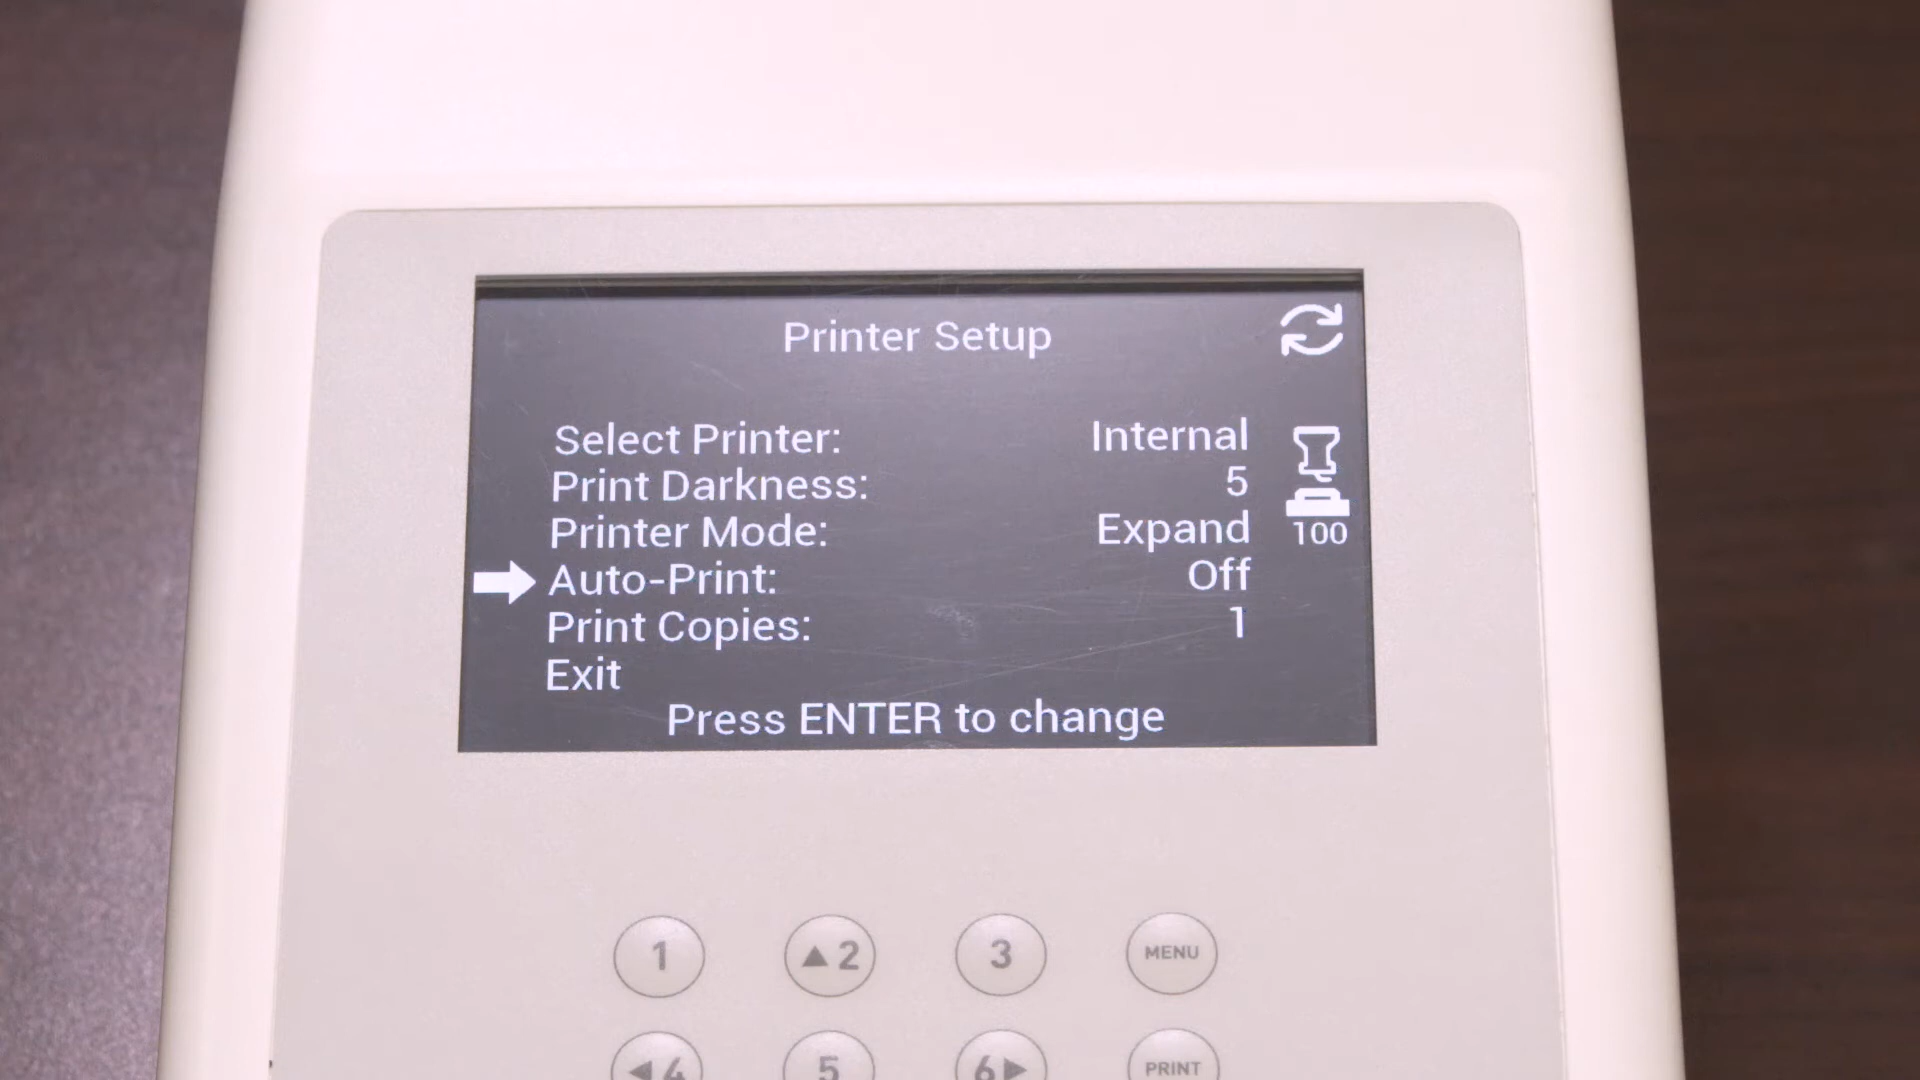 Printer Setup
Select Printer: Internal
Print Darkness: 5
Printer Mode: Expand
100
Auto-Print: Off
Print Copies: 1
Exit
Press ENTER to change
1 ▲2 3 MENU
◀4 5 6▶ PRINT